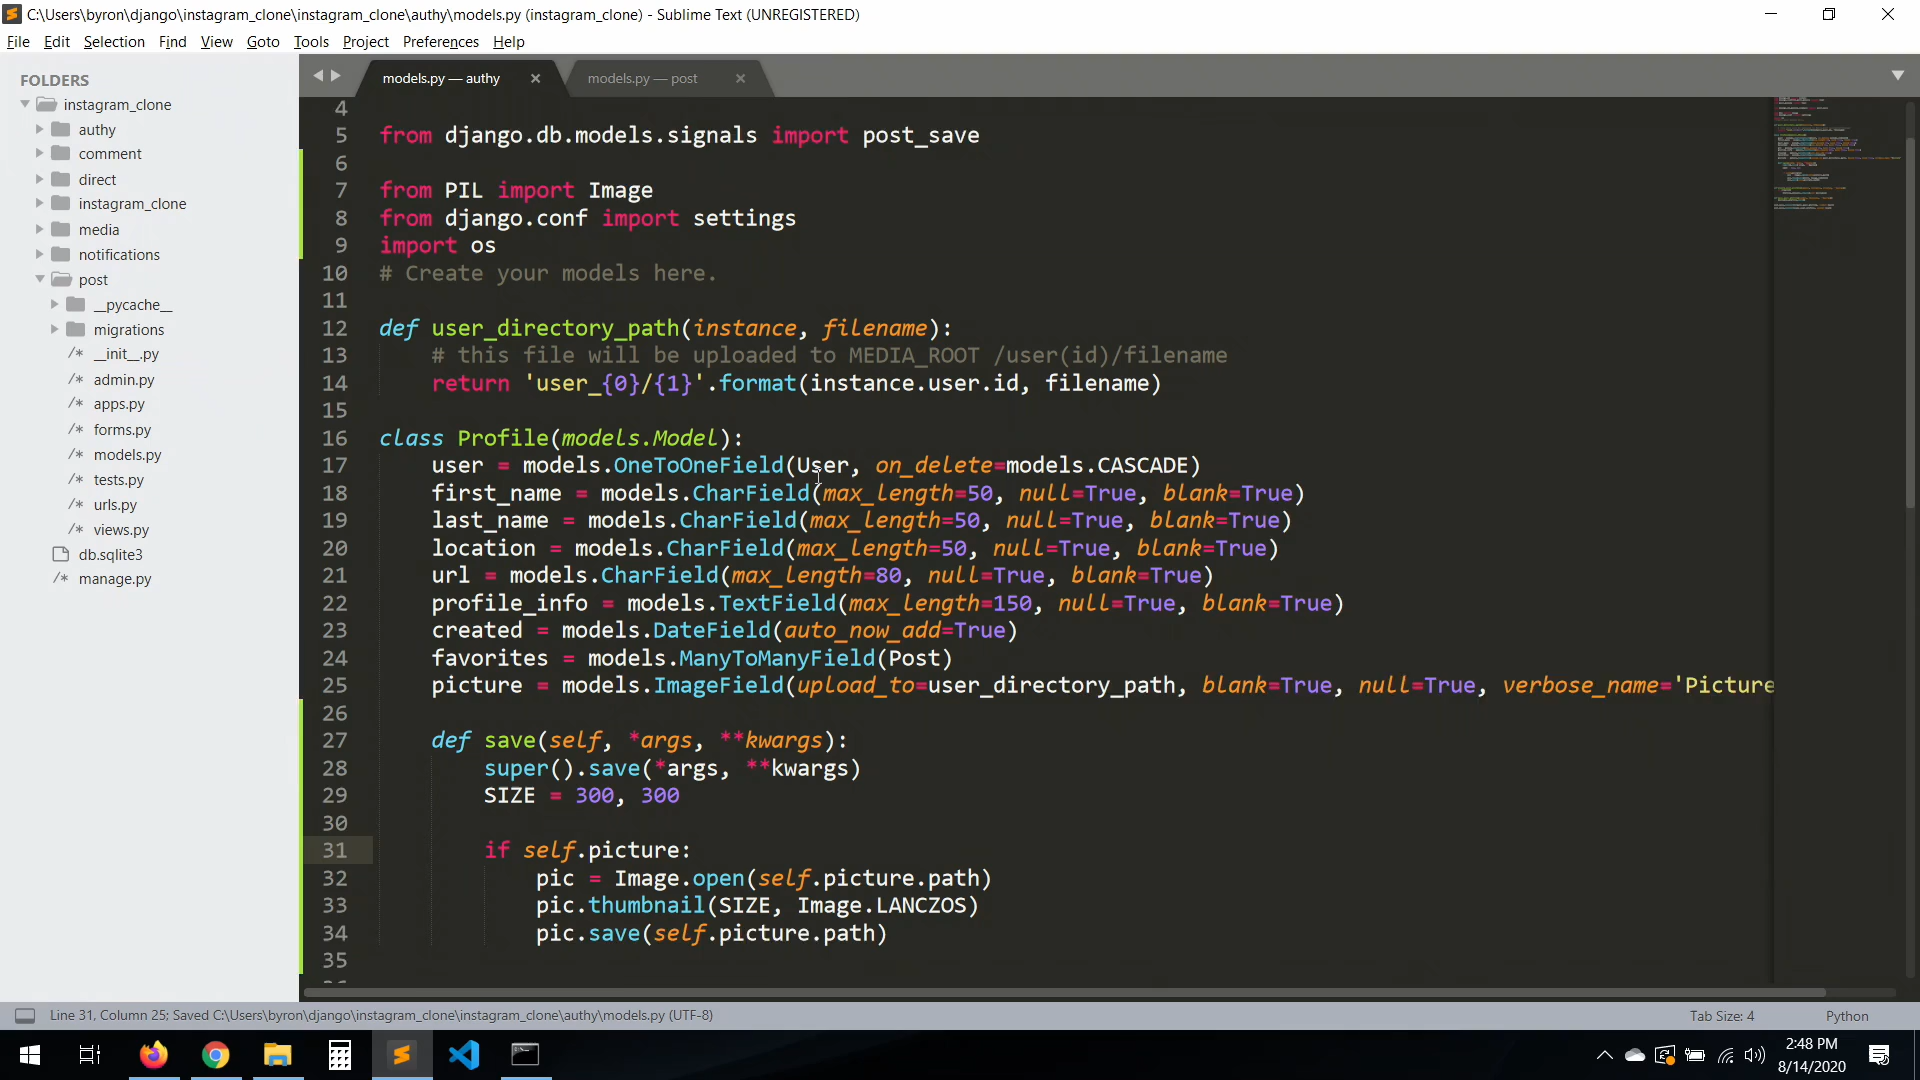 C:\Users\byron\django\instagram_clone\instagram_clone\authy\models.py (instagram_clone) - Sublime Text (UNREGISTERED)
File Edit Selection Find View Goto Tools Project Preferences Help
FOLDERS
instagram_clone
authy
comment
direct
instagram_clone
media
notifications
post
__pycache__
migrations
/* __init__.py
/* admin.py
/* apps.py
/* forms.py
/* models.py
/* tests.py
/* urls.py
/* views.py
db.sqlite3
/* manage.py
models.py — authy
models.py — post
4
5 from django.db.models.signals import post_save
6
7 from PIL import Image
8 from django.conf import settings
9 import os
10 # Create your models here.
11
12 def user_directory_path(instance, filename):
13 # this file will be uploaded to MEDIA_ROOT /user(id)/filename
14 return 'user_{0}/{1}'.format(instance.user.id, filename)
15
16 class Profile(models.Model):
17 user = models.OneToOneField(User, on_delete=models.CASCADE)
18 first_name = models.CharField(max_length=50, null=True, blank=True)
19 last_name = models.CharField(max_length=50, null=True, blank=True)
20 location = models.CharField(max_length=50, null=True, blank=True)
21 url = models.CharField(max_length=80, null=True, blank=True)
22 profile_info = models.TextField(max_length=150, null=True, blank=True)
23 created = models.DateField(auto_now_add=True)
24 favorites = models.ManyToManyField(Post)
25 picture = models.ImageField(upload_to=user_directory_path, blank=True, null=True, verbose_name='Picture
26
27 def save(self, *args, **kwargs):
28 super().save(*args, **kwargs)
29 SIZE = 300, 300
30
31 if self.picture:
32 pic = Image.open(self.picture.path)
33 pic.thumbnail(SIZE, Image.LANCZOS)
34 pic.save(self.picture.path)
35
Line 31, Column 25; Saved C:\Users\byron\django\instagram_clone\instagram_clone\authy\models.py (UTF-8)
Tab Size: 4
Python
2:48 PM
8/14/2020